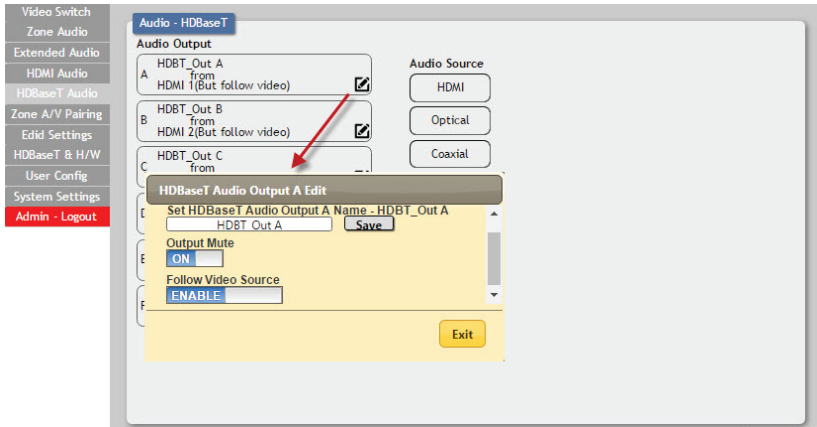 Video Switch
Zone Audio
Extended Audio
HDMI Audio
HDBaseT Audio
Zone A/V Pairing
Edid Settings
HDBaseT & H/W
User Config
System Settings
Admin - Logout
Audio - HDBaseT
Audio Output
A
HDBT_Out A
from
HDMI 1(But follow video)
B
HDBT_Out B
from
HDMI 2(But follow video)
C
HDBT_Out C
from
Audio Source
HDMI
Optical
Coaxial
HDBaseT Audio Output A Edit
Set HDBaseT Audio Output A Name - HDBT_Out A
HDBT Out A
Save
Output Mute
ON
Follow Video Source
ENABLE
Exit